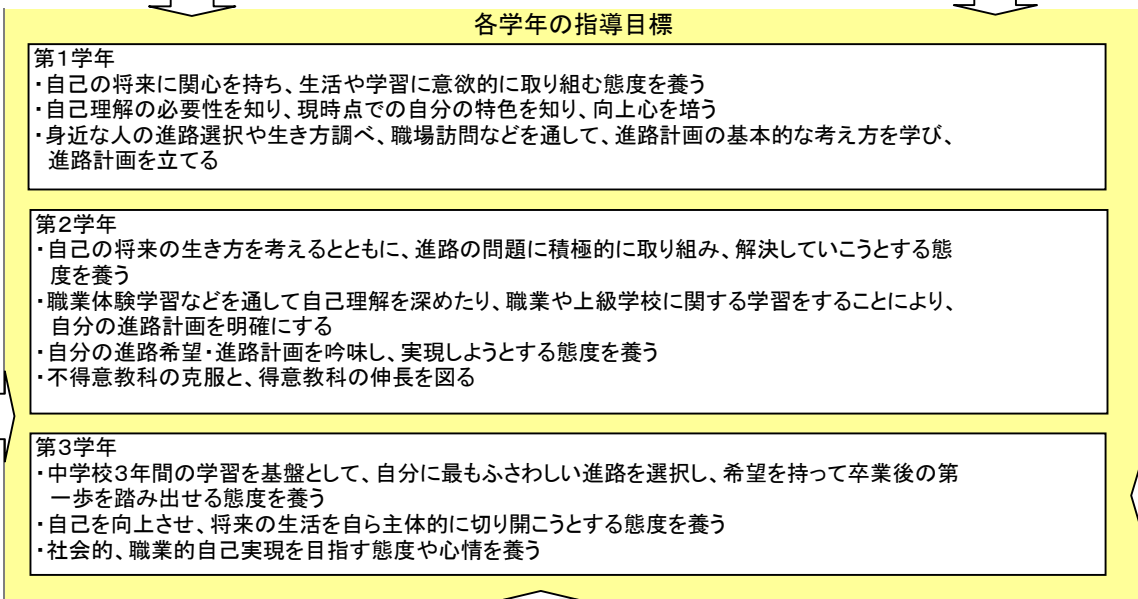 各学年の指導目標
第1学年
・自己の将来に関心を持ち、生活や学習に意欲的に取り組む態度を養う
・自己理解の必要性を知り、現時点での自分の特色を知り、向上心を培う
・身近な人の進路選択や生き方調べ、職場訪問などを通して、進路計画の基本的な考え方を学び、
進路計画を立てる
第2学年
・自己の将来の生き方を考えるとともに、進路の問題に積極的に取り組み、解決していこうとする態
度を養う
・職業体験学習などを通して自己理解を深めたり、職業や上級学校に関する学習をすることにより、
自分の進路計画を明確にする
・自分の進路希望・進路計画を吟味し、実現しようとする態度を養う
・不得意教科の克服と、得意教科の伸長を図る
第3学年
・中学校3年間の学習を基盤として、自分に最もふさわしい進路を選択し、希望を持って卒業後の第
一歩を踏み出せる態度を養う
・自己を向上させ、将来の生活を自ら主体的に切り開こうとする態度を養う
・社会的、職業的自己実現を目指す態度や心情を養う